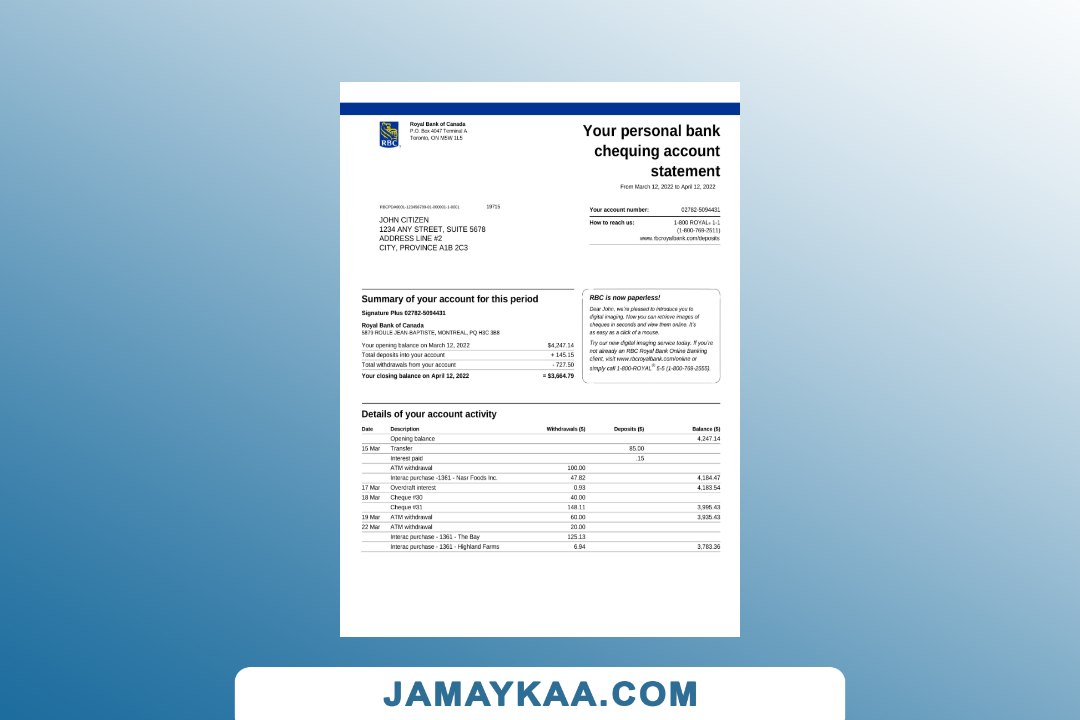 Royal Bank of Canada
P.O. Box 4047 Terminal A
Toronto, ON M5W 1L5
RBC
Your personal bank
chequing account
statement
From March 12, 2022 to April 12, 2022
19715
JOHN CITIZEN
1234 ANY STREET, SUITE 5678
ADDRESS LINE #2
CITY, PROVINCE A1B 2C3
Your account number: 02782-5094431
How to reach us: 1-800 ROYAL® 1-1
(1-800-769-2511)
www.rbcroyalbank.com/deposits
Summary of your account for this period
Signature Plus 02782-5094431
Royal Bank of Canada
5873 ROULE JEAN BAPTISTE, MONTREAL, PQ H3C 3B8
Your opening balance on March 12, 2022 $4,247.14
Total deposits into your account + 145.15
Total withdrawals from your account - 727.50
Your closing balance on April 12, 2022 = $3,664.79
RBC is now paperless!
Dear John, we're pleased to introduce you to
digital imaging. Now you can retrieve images of
cheques in seconds and view them online. It's
as easy as a click of a mouse.
Try our new digital imaging service today. If you're
not already an RBC Royal Bank Online Banking
client, visit www.rbcroyalbank.com/online or
simply call 1-800-ROYAL® 5-5 (1-800-769-2555).
Details of your account activity
Date Description Withdrawals ($) Deposits ($) Balance ($)
Opening balance 4,247.14
15 Mar Transfer 85.00
Interest paid .15
ATM withdrawal 100.00
Interac purchase -1361 - Nasr Foods Inc. 47.82 4,184.47
17 Mar Overdraft interest 0.93 4,183.54
18 Mar Cheque #30 40.00
Cheque #31 148.11 3,995.43
19 Mar ATM withdrawal 60.00 3,935.43
22 Mar ATM withdrawal 20.00
Interac purchase - 1361 - The Bay 125.13
Interac purchase - 1361 - Highland Farms 6.94 3,783.36
JAMAYKAA.COM